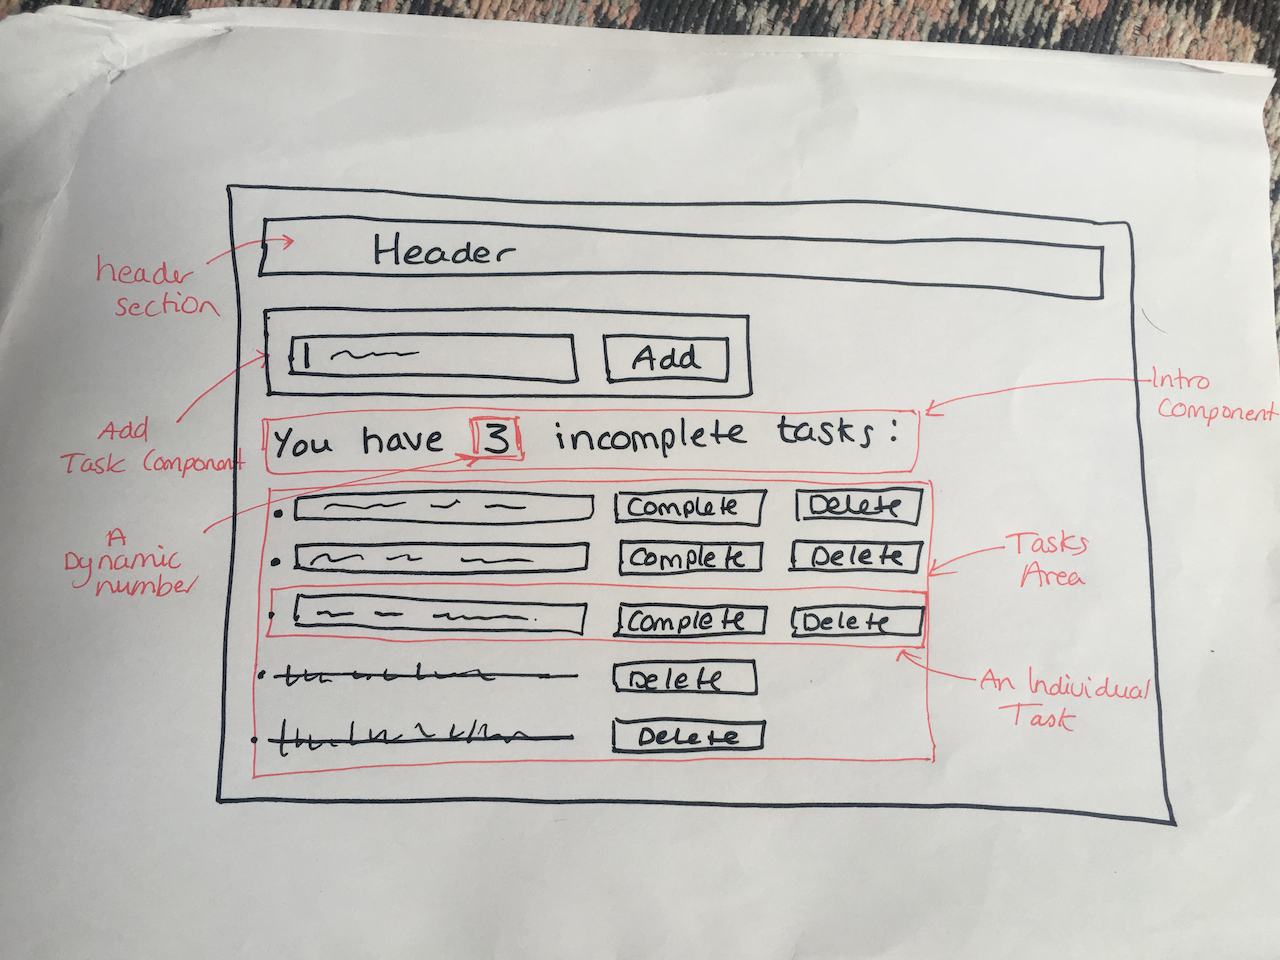 Header
header
section
Add
Add
Task Component
You have 3 incomplete tasks:
Intro
Component
A
Dynamic
number
Complete Delete
Complete Delete
Complete Delete
Delete
Delete
Tasks
Area
An Individual
Task